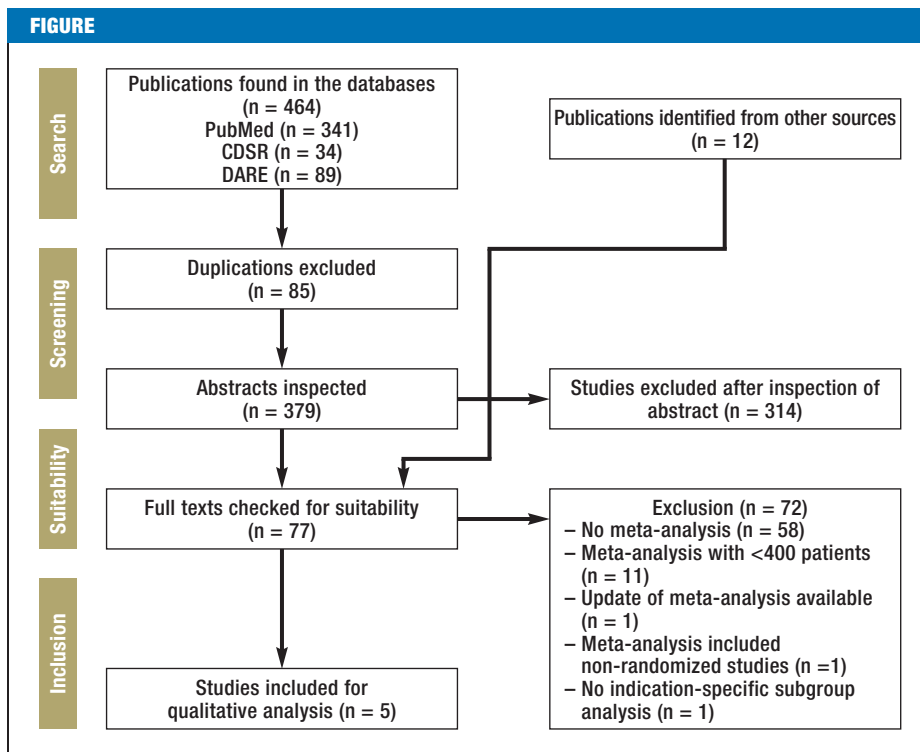 FIGURE
Search
Publications found in the databases
(n = 464)
PubMed (n = 341)
CDSR (n = 34)
DARE (n = 89)
Publications identified from other sources
(n = 12)
Screening
Duplications excluded
(n = 85)
Abstracts inspected
(n = 379)
Studies excluded after inspection of
abstract (n = 314)
Suitability
Full texts checked for suitability
(n = 77)
Exclusion (n = 72)
– No meta-analysis (n = 58)
– Meta-analysis with <400 patients
(n = 11)
– Update of meta-analysis available
(n = 1)
– Meta-analysis included
non-randomized studies (n =1)
– No indication-specific subgroup
analysis (n = 1)
Inclusion
Studies included for
qualitative analysis (n = 5)